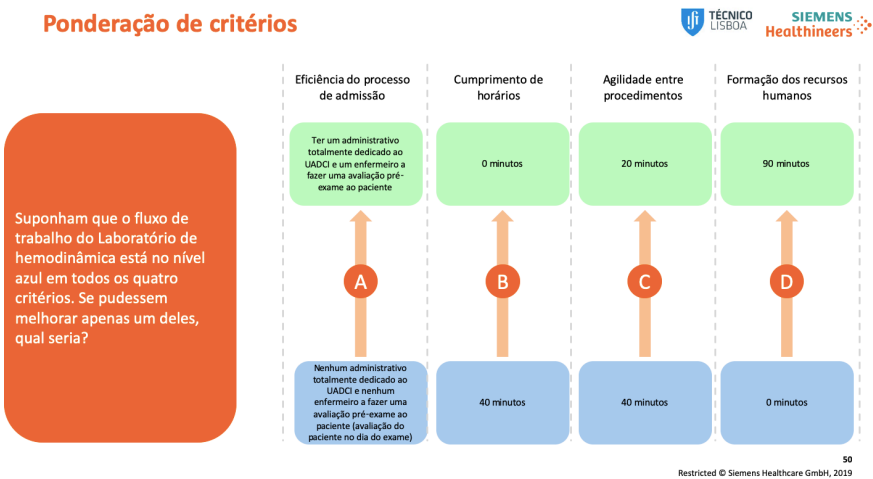 Ponderação de critérios
TÉCNICO
LISBOA
SIEMENS
Healthineers
Eficiência do processo
de admissão
Cumprimento de
horários
Agilidade entre
procedimentos
Formação dos recursos
humanos
Ter um administrativo
totalmente dedicado ao
UADCI e um enfermeiro a
fazer uma avaliação pré-
exame ao paciente
0 minutos
20 minutos
90 minutos
Suponham que o fluxo de
trabalho do Laboratório de
hemodinâmica está no nível
azul em todos os quatro
critérios. Se pudessem
melhorar apenas um deles,
qual seria?
A
B
C
D
Nenhum administrativo
totalmente dedicado ao
UADCI e nenhum
enfermeiro a fazer uma
avaliação pré-exame ao
paciente (avaliação do
paciente no dia do exame)
40 minutos
40 minutos
0 minutos
50
Restricted © Siemens Healthcare GmbH, 2019